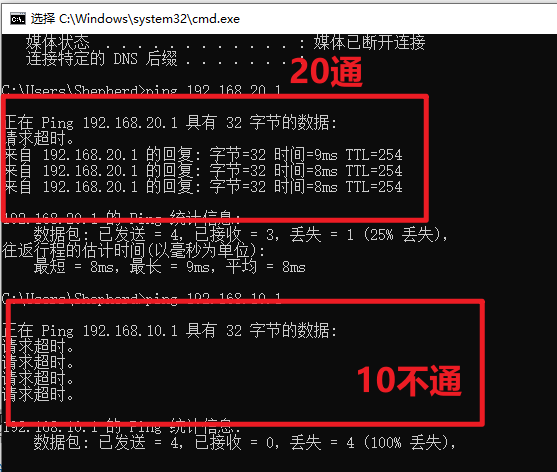 选择 C:\Windows\system32\cmd.exe
媒体状态 . . . . . . . . . . . . : 媒体已断开连接
连接特定的 DNS 后缀 . . . . . . . :
20通
C:\Users\Shepherd>ping 192.168.20.1
正在 Ping 192.168.20.1 具有 32 字节的数据:
请求超时。
来自 192.168.20.1 的回复: 字节=32 时间=9ms TTL=254
来自 192.168.20.1 的回复: 字节=32 时间=8ms TTL=254
来自 192.168.20.1 的回复: 字节=32 时间=8ms TTL=254
192.168.20.1 的 Ping 统计信息:
数据包: 已发送 = 4，已接收 = 3，丢失 = 1 (25% 丢失)，
往返行程的估计时间(以毫秒为单位):
最短 = 8ms，最长 = 9ms，平均 = 8ms
C:\Users\Shepherd>ping 192.168.10.1
正在 Ping 192.168.10.1 具有 32 字节的数据:
请求超时。
请求超时。
请求超时。
请求超时。
10不通
192.168.10.1 的 Ping 统计信息:
数据包: 已发送 = 4，已接收 = 0，丢失 = 4 (100% 丢失)，